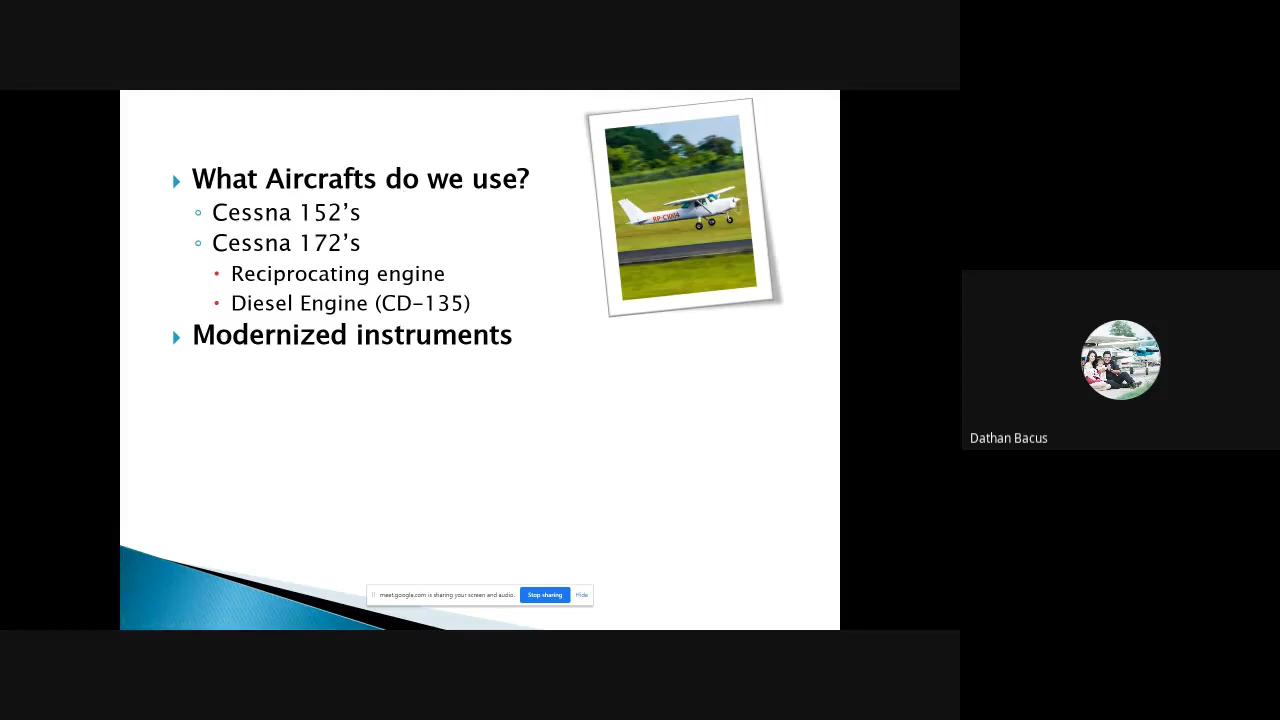 What Aircrafts do we use?
Cessna 152’s
Cessna 172’s
Reciprocating engine
Diesel Engine (CD-135)
Modernized instruments
Dathan Bacus
meet.google.com is sharing your screen and audio. Stop sharing Hide